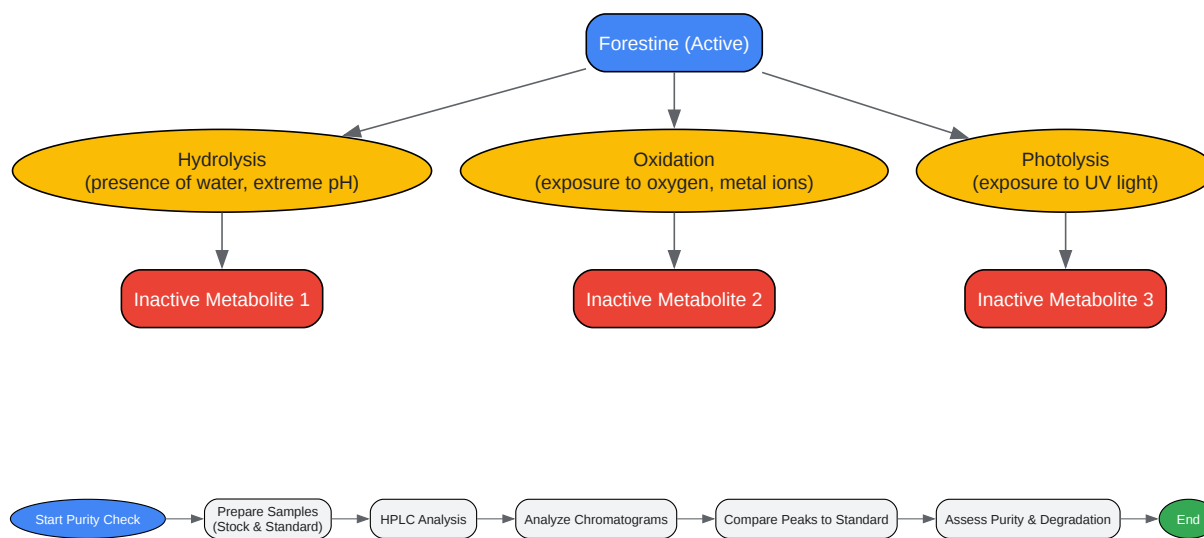 Forestine (Active)
Hydrolysis
(presence of water, extreme pH)
Oxidation
(exposure to oxygen, metal ions)
Photolysis
(exposure to UV light)
Inactive Metabolite 1
Inactive Metabolite 2
Inactive Metabolite 3
Start Purity Check
Prepare Samples
(Stock & Standard)
HPLC Analysis
Analyze Chromatograms
Compare Peaks to Standard
Assess Purity & Degradation
End